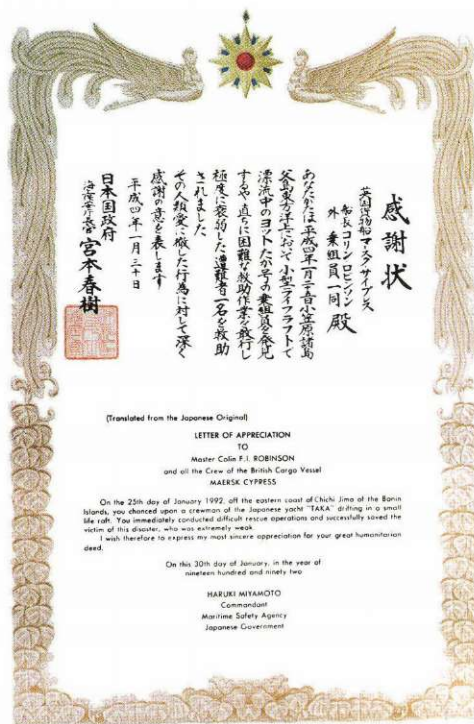 感謝状
英国貨物船マースク・サイプレス
船長コリン・ロビンソン
外 乗組員一同 殿
あなたがたは平成四年一月二十五日小笠原諸島
父島東方洋上において小型ライフラフトで
漂流中のヨットたか号の乗組員を発見
するや直ちに困難な救助作業を敢行し
極度に衰弱した遭難者一名を救助
されました
その人類愛に徹した行為に対して深く
感謝の意を表します
平成四年一月三十日
日本国政府
海上保安庁長官 宮本春樹
(Translated from the Japanese Original)
LETTER OF APPRECIATION
TO
Master Colin F.I. ROBINSON
and all the Crew of the British Cargo Vessel
MAERSK CYPRESS
On the 25th day of January 1992, off the eastern coast of Chichi Jima of the Bonin
Islands, you chanced upon a crewman of the Japanese yacht "TAKA" drifting in a small
life raft. You immediately conducted difficult rescue operations and successfully saved the
victim of this disaster, who was extremely weak.
I wish therefore to express my most sincere appreciation for your great humanitarian
deed.
On this 30th day of January, in the year of
nineteen hundred and ninety two
HARUKI MIYAMOTO
Commandant
Maritime Safety Agency
Japanese Government